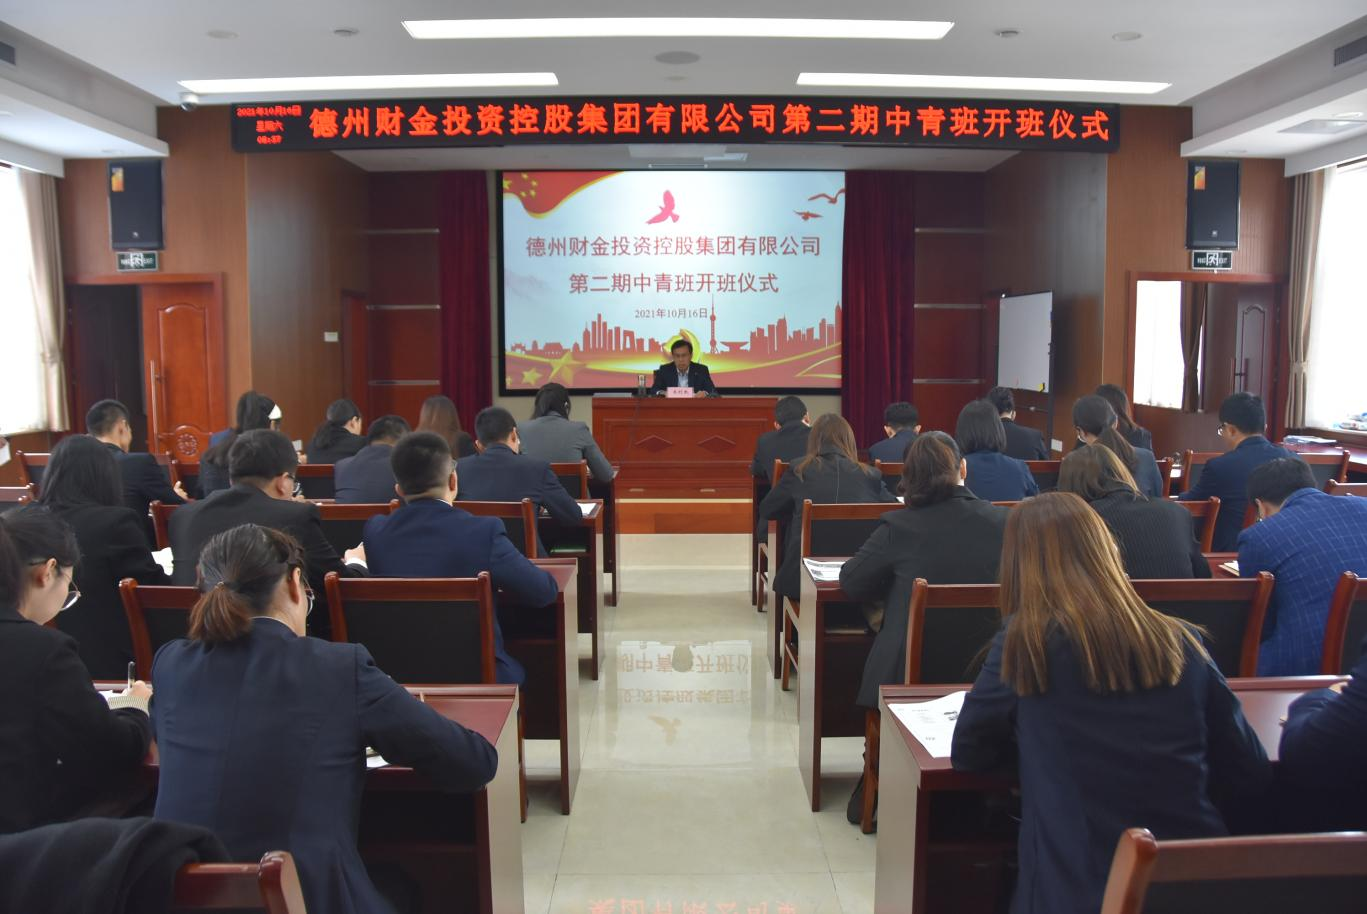 2021年10月16日
星期六
08:37
德州财金投资控股集团有限公司第二期中青班开班仪式
德州财金投资控股集团有限公司
第二期中青班开班仪式
2021年10月16日